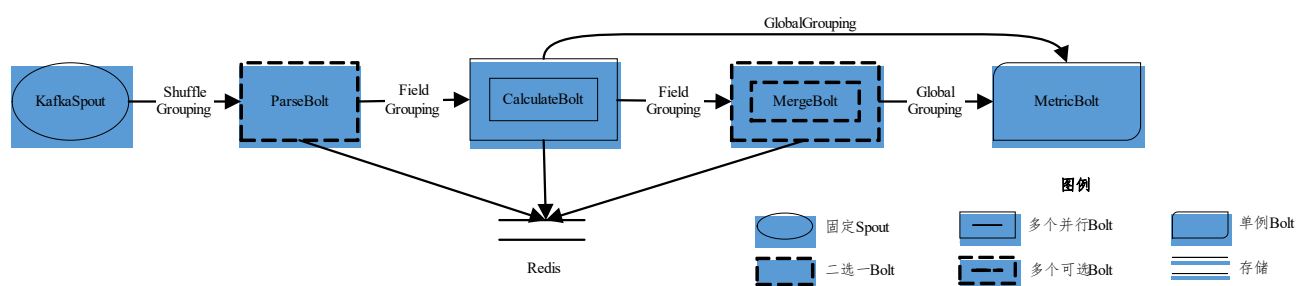 GlobalGrouping
KafkaSpout
Shuffle
Grouping
ParseBolt
Field
Grouping
CalculateBolt
Field
Grouping
MergeBolt
Global
Grouping
MetricBolt
Redis
图例
固定Spout
多个并行Bolt
单例Bolt
二选一Bolt
多个可选Bolt
存储